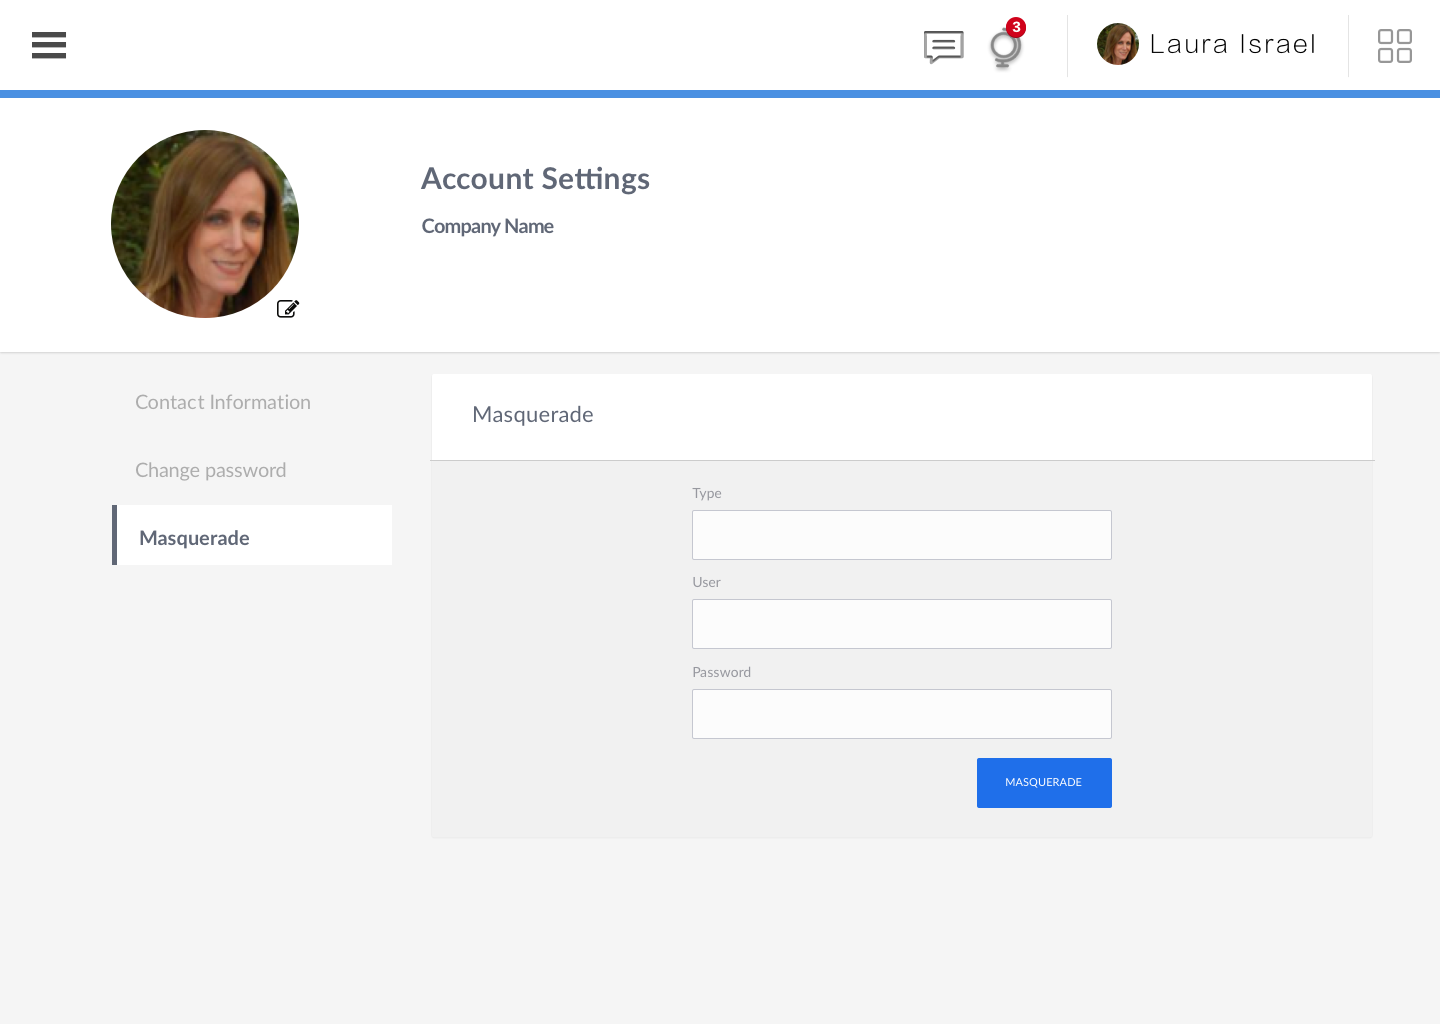 3
Laura Israel
Account Settings
Company Name
Contact Information
Change password
Masquerade
Masquerade
Type
User
Password
MASQUERADE